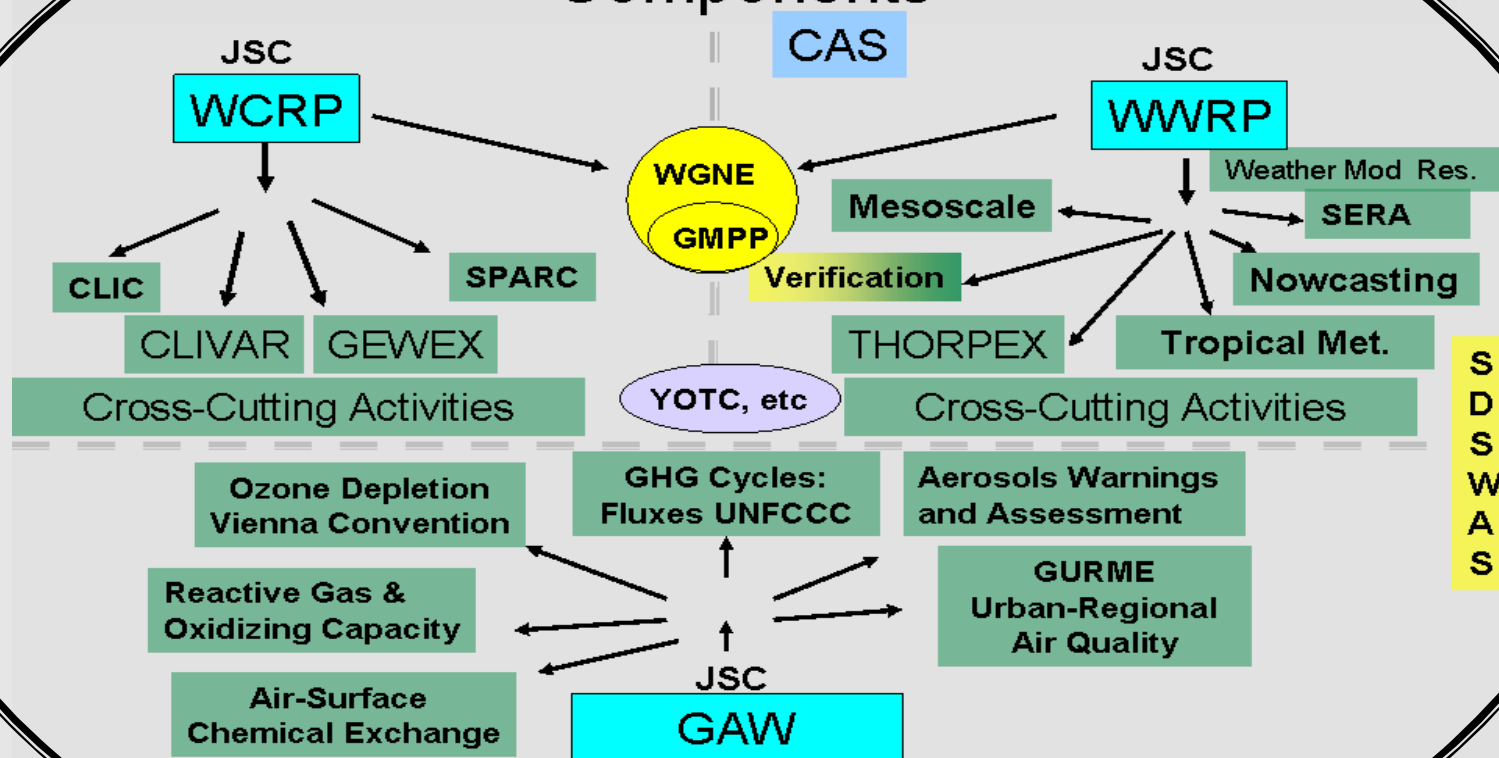 Components
CAS
JSC
WCRP
JSC
WWRP
WGNE
GMPP
Weather Mod Res.
Mesoscale
SERA
Verification
Nowcasting
CLIC
SPARC
CLIVAR
GEWEX
THORPEX
Tropical Met.
Cross-Cutting Activities
YOTC, etc
Cross-Cutting Activities
S
D
S
W
A
S
Ozone Depletion
Vienna Convention
GHG Cycles:
Fluxes UNFCCC
Aerosols Warnings
and Assessment
Reactive Gas &
Oxidizing Capacity
GURME
Urban-Regional
Air Quality
Air-Surface
Chemical Exchange
JSC
GAW